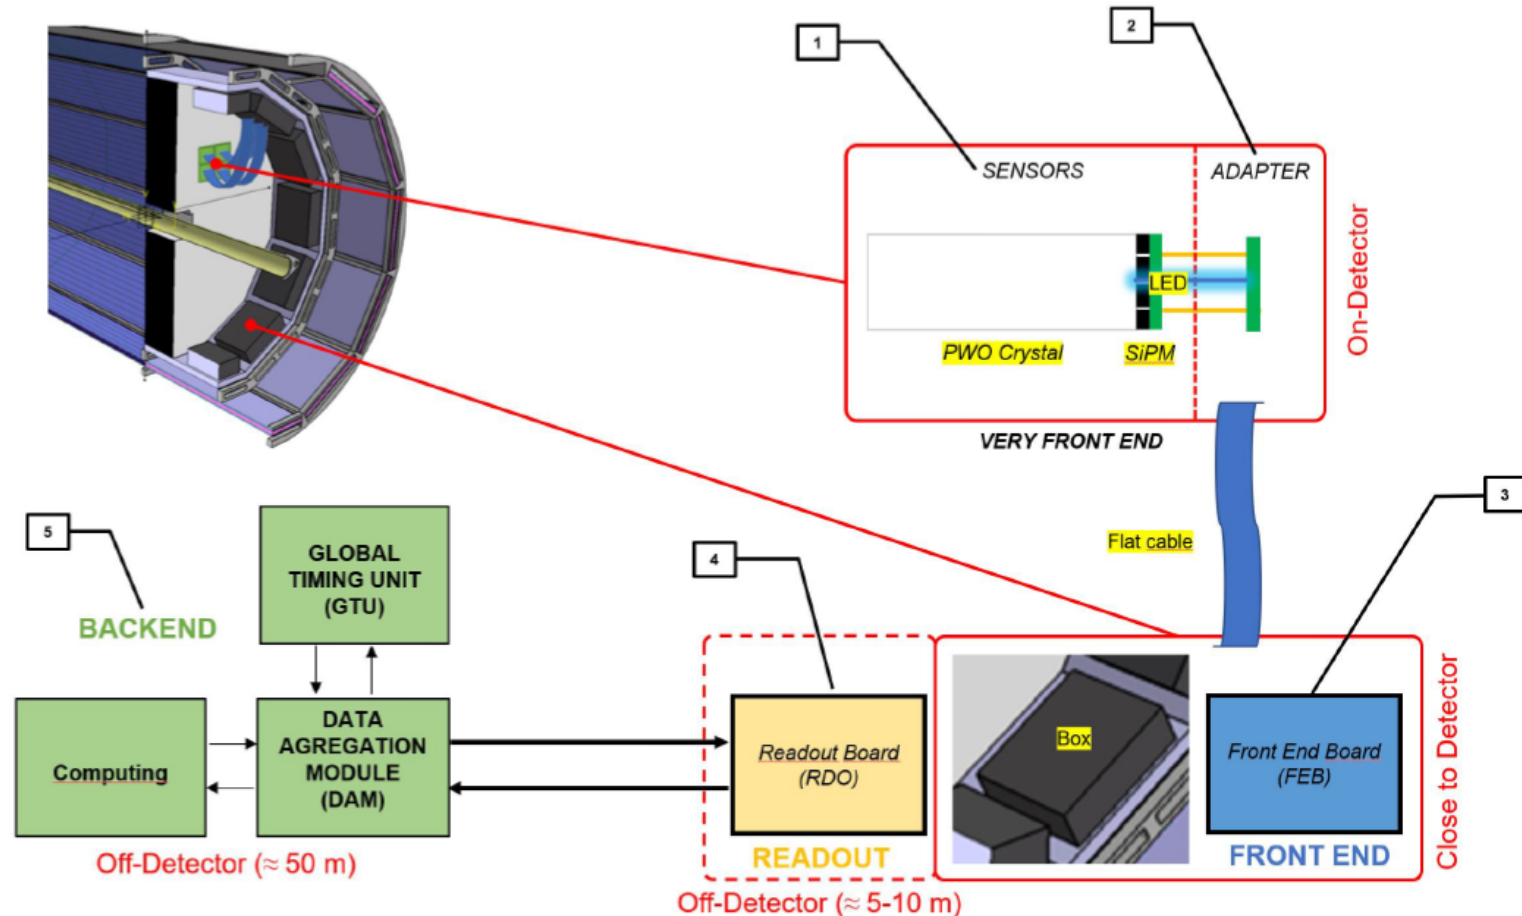 1
2
SENSORS
ADAPTER
LED
PWO Crystal
SiPM
On-Detector
VERY FRONT END
3
Flat cable
5
BACKEND
GLOBAL
TIMING UNIT
(GTU)
4
Computing
DATA
AGREGATION
MODULE
(DAM)
Readout Board
(RDO)
Box
Front End Board
(FEB)
Close to Detector
READOUT
FRONT END
Off-Detector (≈ 50 m)
Off-Detector (≈ 5-10 m)